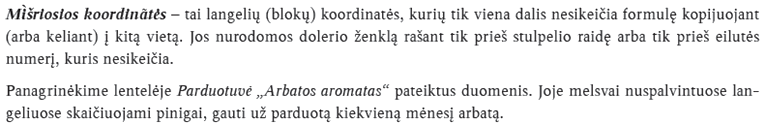 Mìšriosios koordinãtės – tai langelių (blokų) koordinatės, kurių tik viena dalis nesikeičia formulę kopijuojant
(arba keliant) į kitą vietą. Jos nurodomos dolerio ženklą rašant tik prieš stulpelio raidę arba tik prieš eilutės
numerį, kuris nesikeičia.
Panagrinėkime lentelėje Parduotuvė „Arbatos aromatas“ pateiktus duomenis. Joje melsvai nuspalvintuose lan-
geliuose skaičiuojami pinigai, gauti už parduotą kiekvieną mėnesį arbatą.